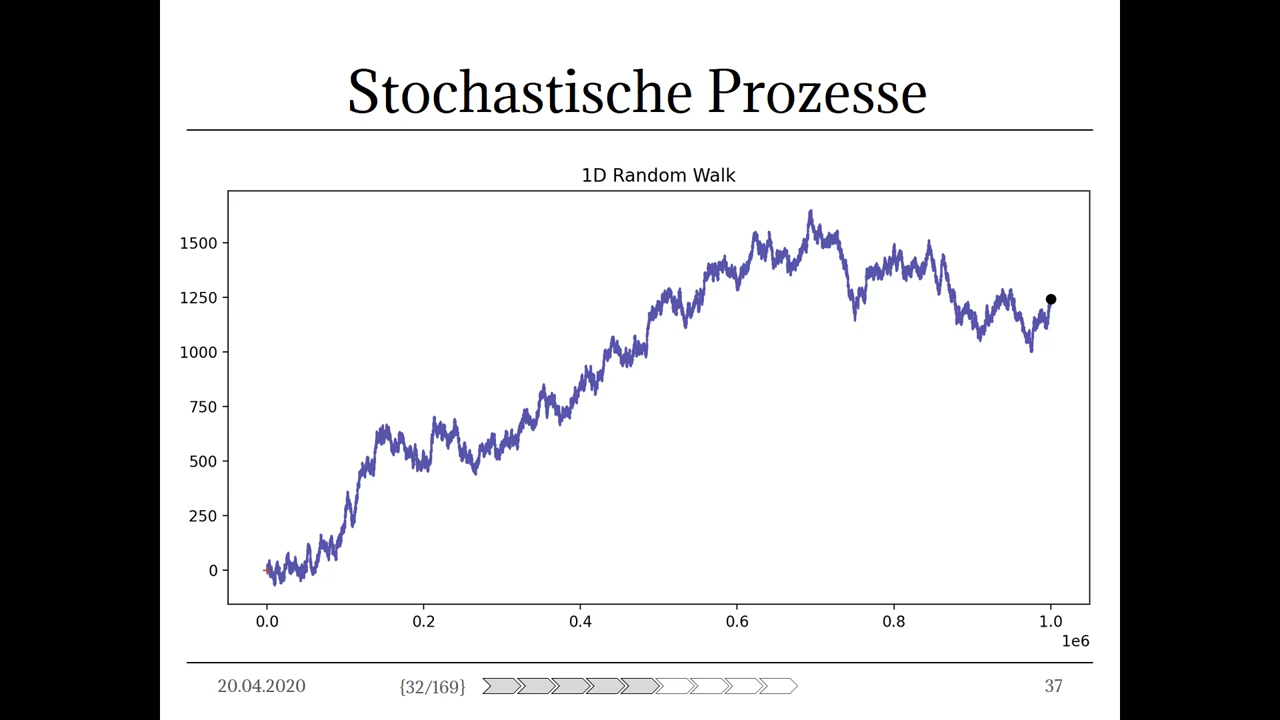 Stochastische Prozesse
1D Random Walk
1500
1250
1000
750
500
250
0
0.0 0.2 0.4 0.6 0.8 1.0
1e6
20.04.2020 {32/169} 37